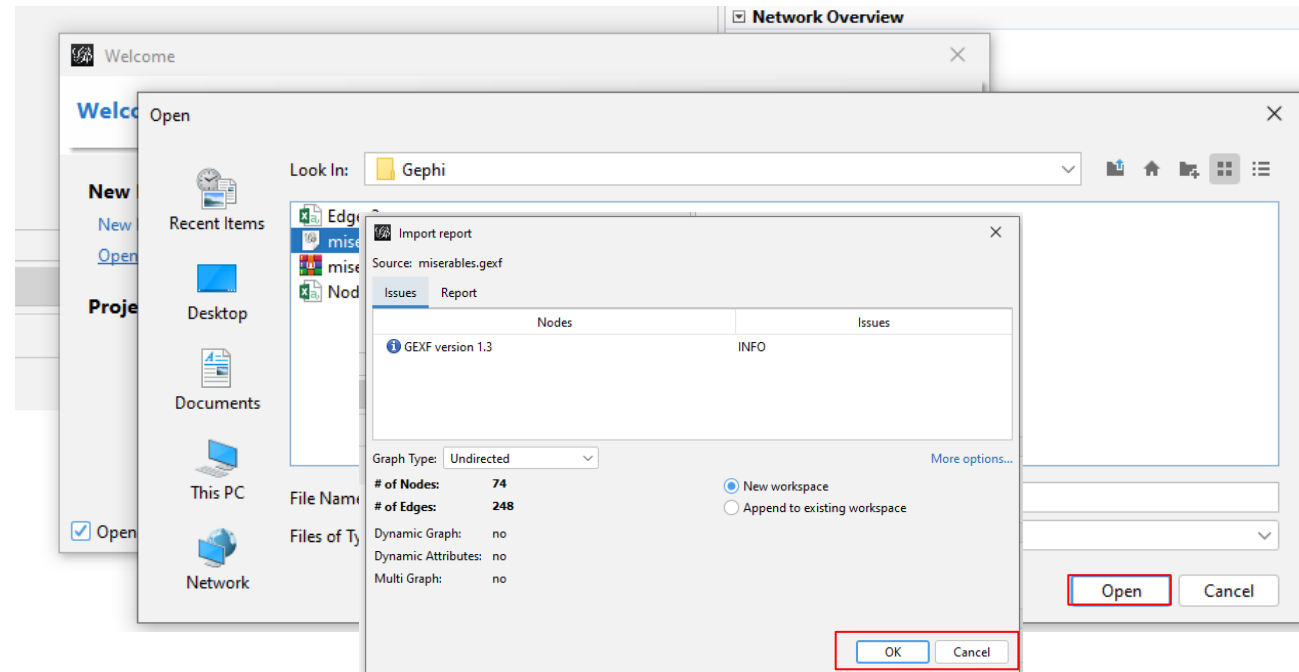 Network Overview
Welcome
Welco
Open
Look In: Gephi
New
New
Open
Proje
Open
Recent Items
Desktop
Documents
This PC
Network
Edge
mise
mise
Nod
Import report
Source: miserables.gexf
Issues Report
Nodes Issues
GEXF version 1.3 INFO
Graph Type: Undirected More options...
# of Nodes: 74
# of Edges: 248
Dynamic Graph: no
Dynamic Attributes: no
Multi Graph: no
New workspace
Append to existing workspace
OK Cancel
File Name
Files of Ty
Open Cancel